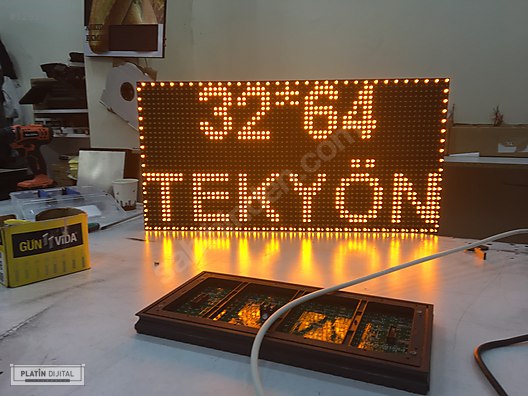 32*64
TEKYÖN
GÜN VİDA
PLATİN DİJİTAL